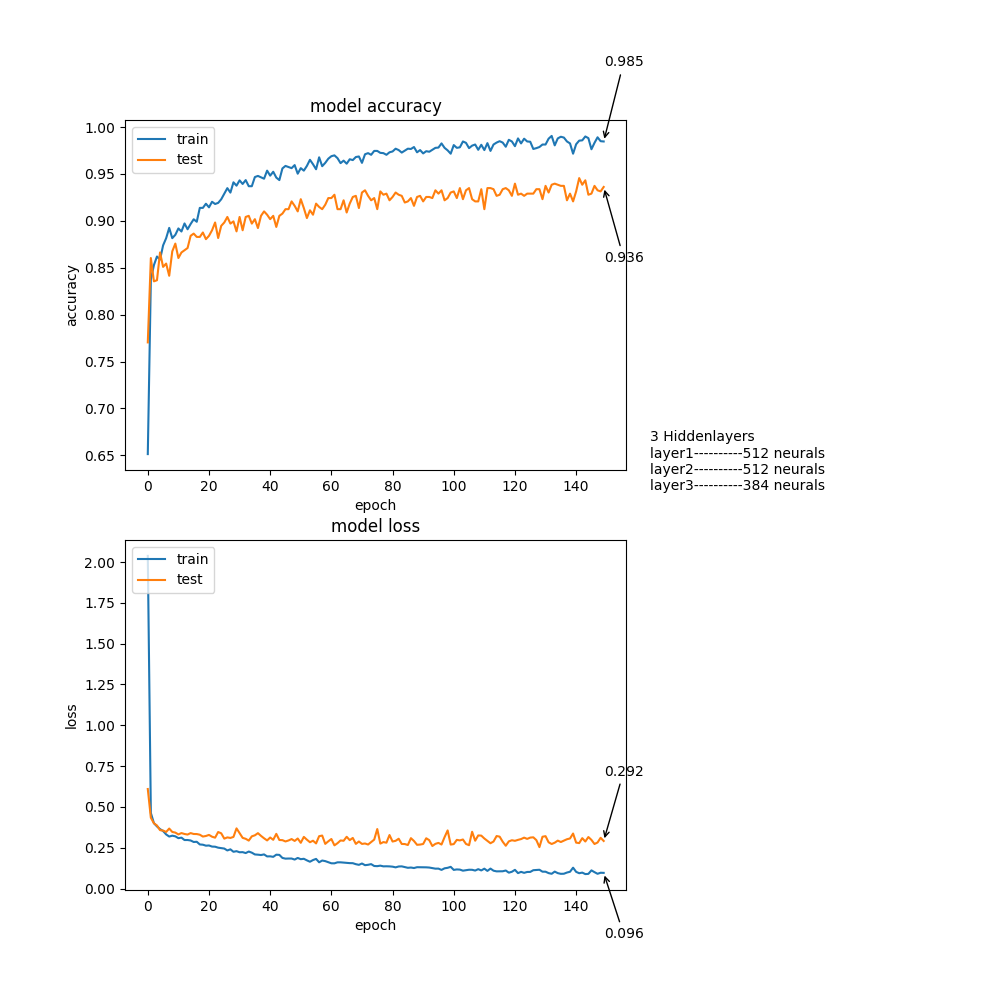 0.985
model accuracy
1.00
0.95
0.90
0.85
0.80
0.75
0.70
0.65
accuracy
train
test
0.936
0 20 40 60 80 100 120 140
epoch
3 Hiddenlayers
layer1----------512 neurals
layer2----------512 neurals
layer3----------384 neurals
model loss
2.00
1.75
1.50
1.25
1.00
0.75
0.50
0.25
0.00
loss
train
test
0.292
0 20 40 60 80 100 120 140
epoch
0.096